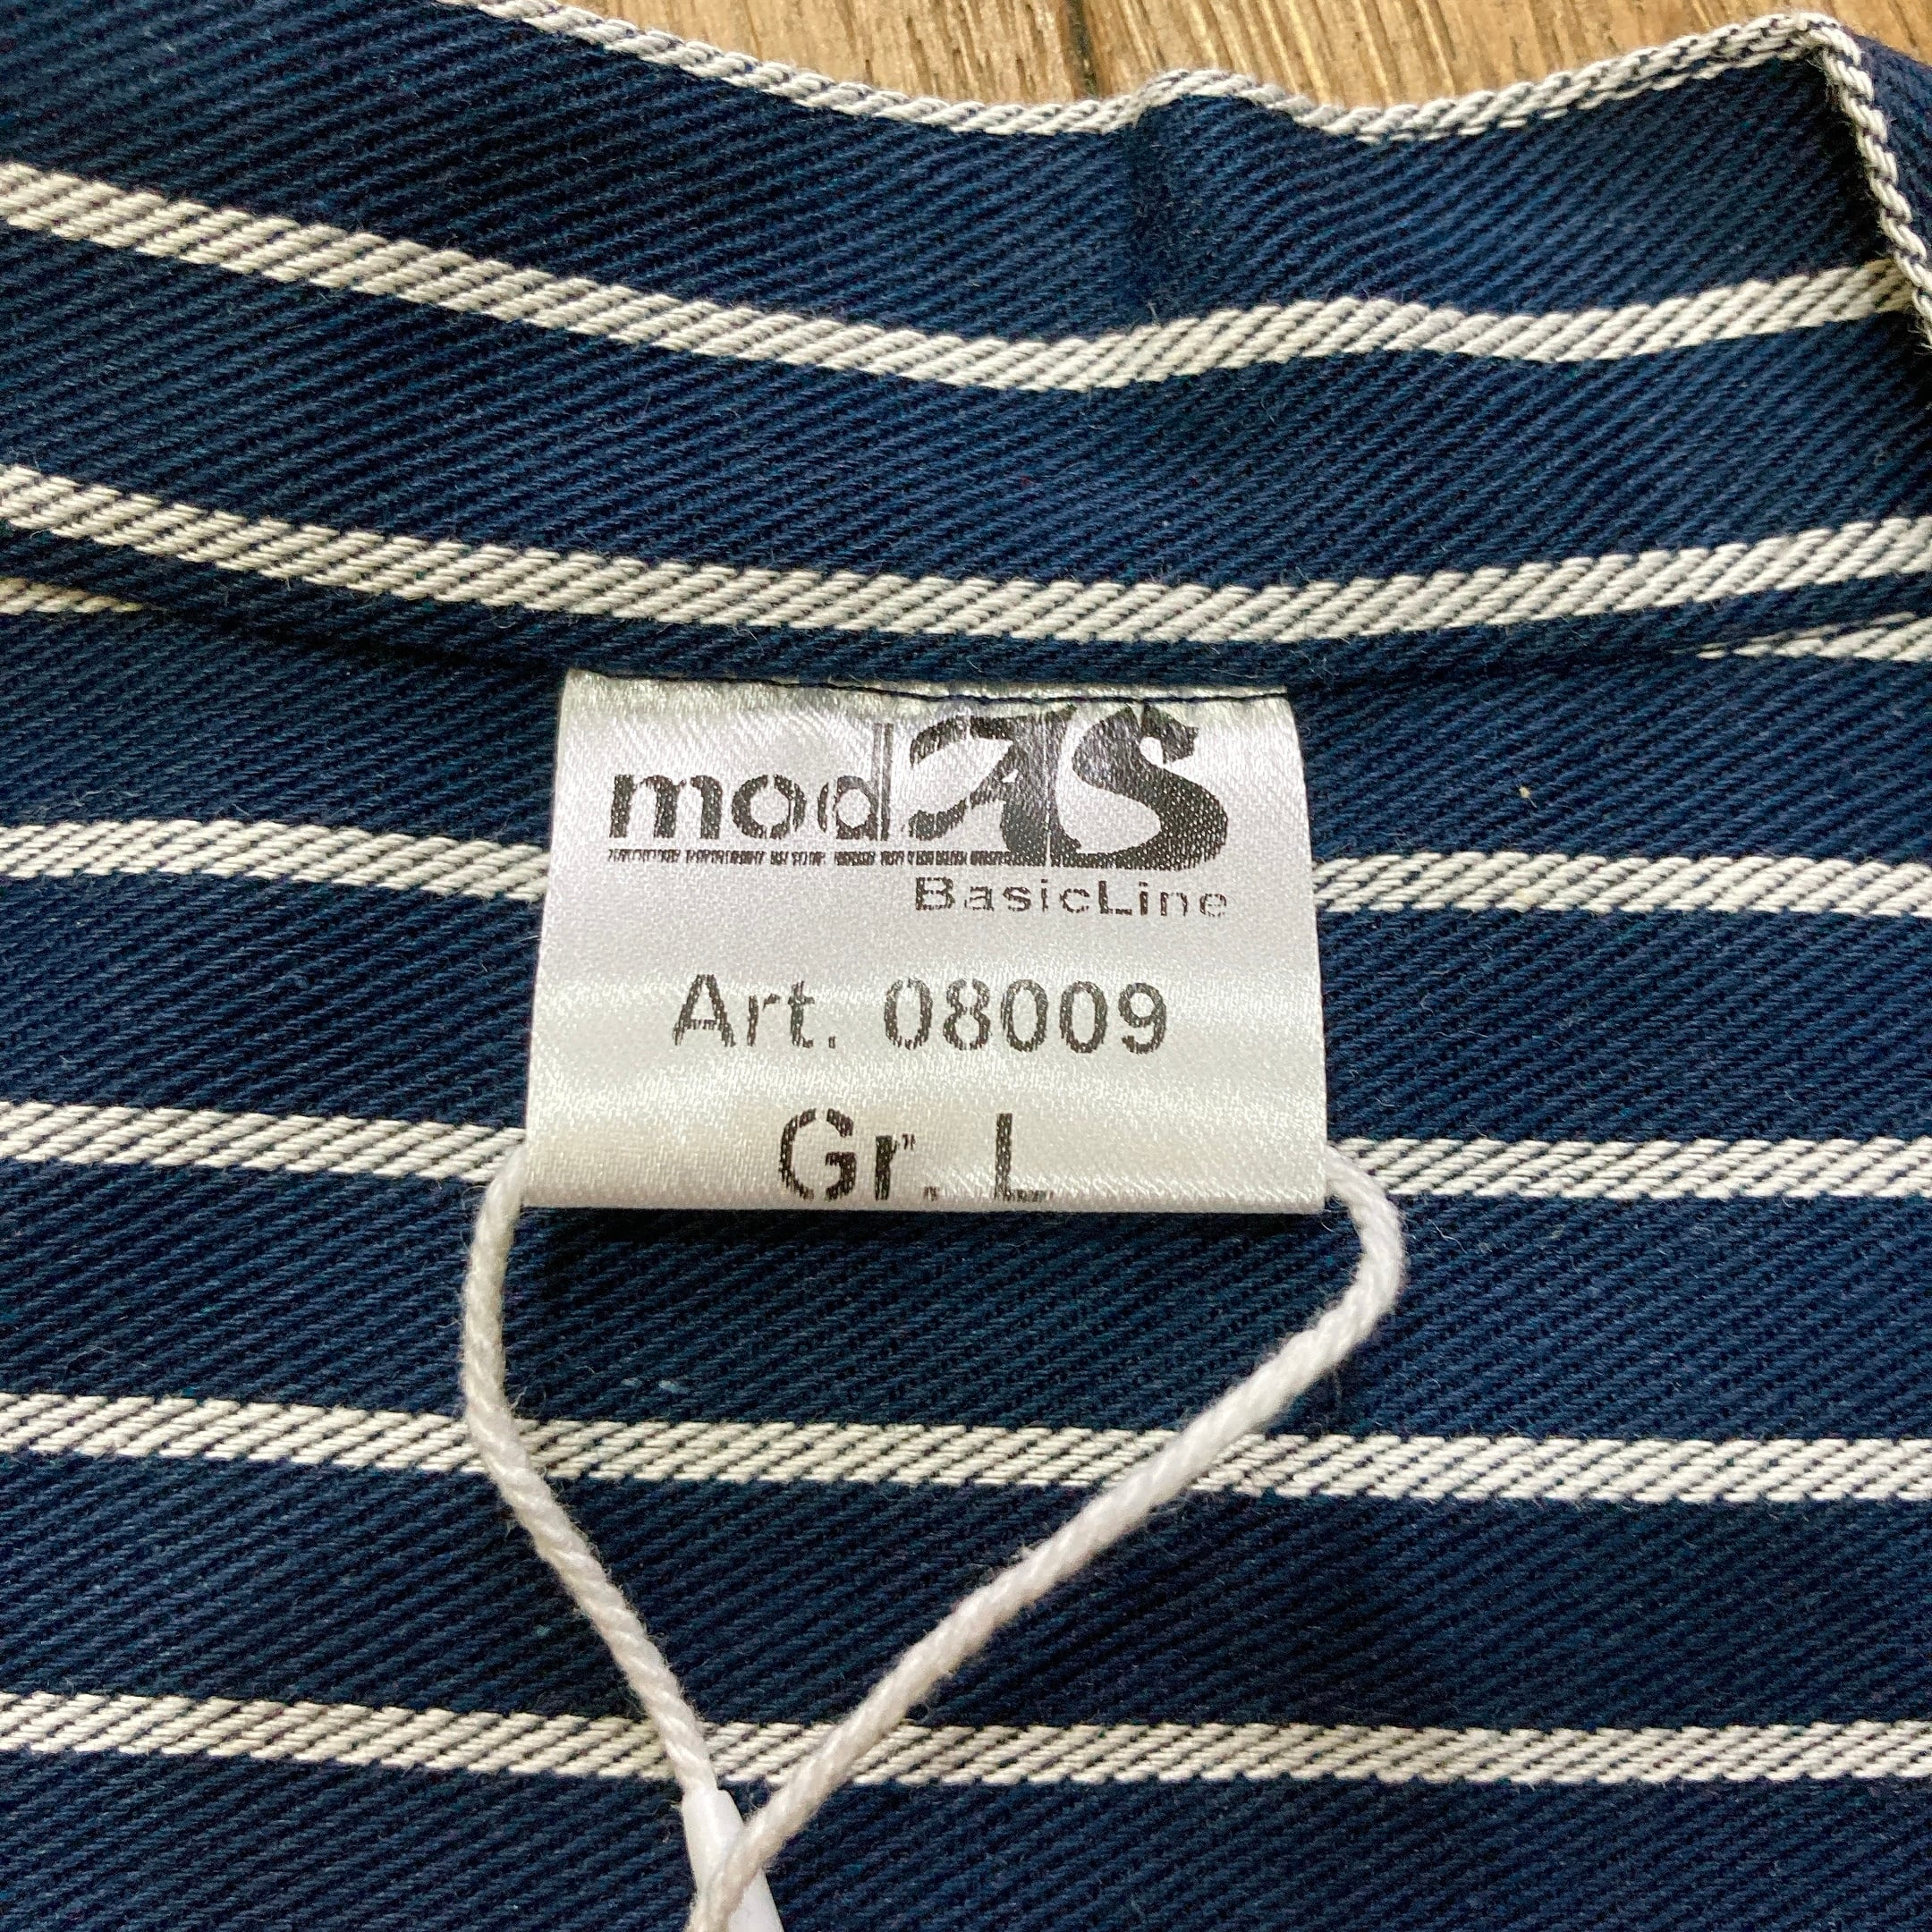 modAS
BasicLine
Art. 08009
Gr. L